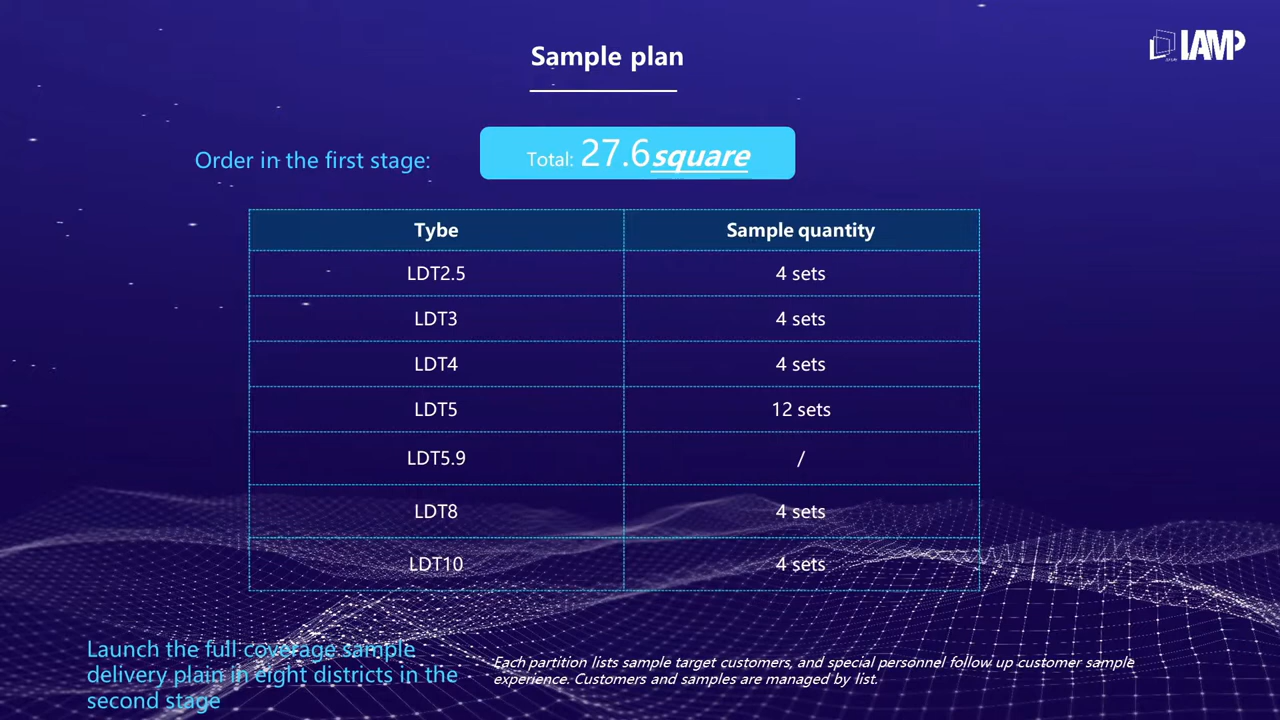 Sample plan
LAMP
Order in the first stage:
Total: 27.6square
Tybe Sample quantity
LDT2.5 4 sets
LDT3 4 sets
LDT4 4 sets
LDT5 12 sets
LDT5.9 /
LDT8 4 sets
LDT10 4 sets
Launch the full coverage sample
delivery plain in eight districts in the
second stage
Each partition lists sample target customers, and special personnel follow up customer sample
experience. Customers and samples are managed by list.